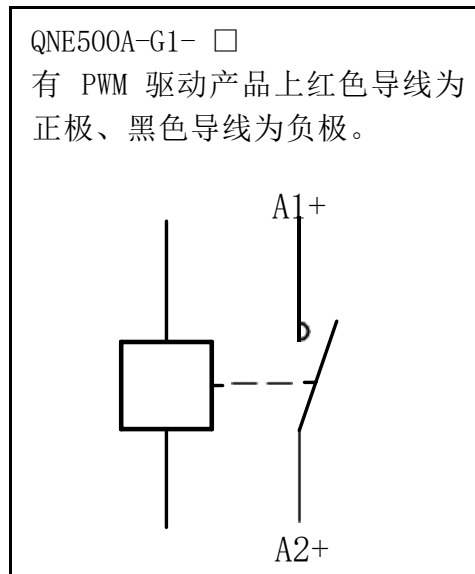 QNE500A-G1- □
有 PWM 驱动产品上红色导线为
正极、黑色导线为负极。
A1+
A2+